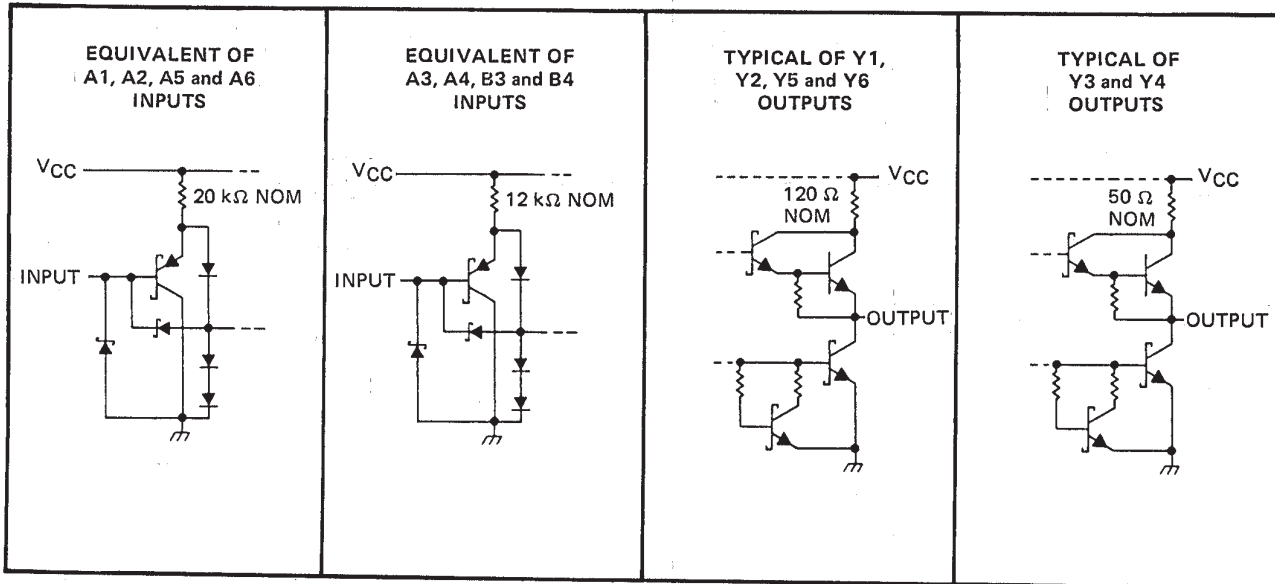 EQUIVALENT OF
A1, A2, A5 and A6
INPUTS
VCC
20 kΩ NOM
INPUT
EQUIVALENT OF
A3, A4, B3 and B4
INPUTS
VCC
12 kΩ NOM
INPUT
TYPICAL OF Y1,
Y2, Y5 and Y6
OUTPUTS
VCC
120 Ω
NOM
OUTPUT
TYPICAL OF
Y3 and Y4
OUTPUTS
VCC
50 Ω
NOM
OUTPUT